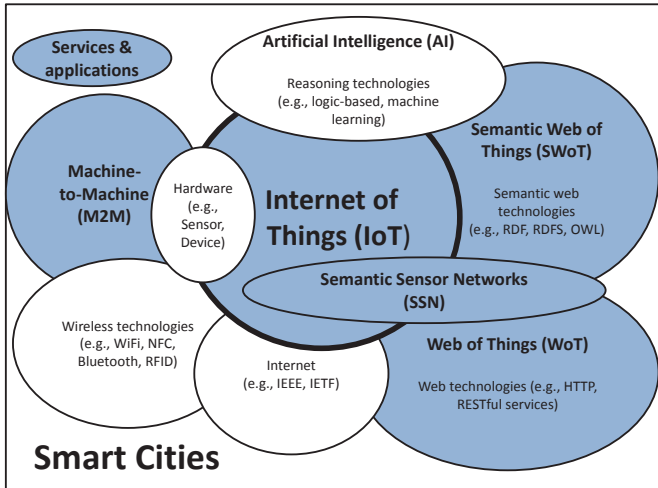 Services &
applications
Artificial Intelligence (AI)
Reasoning technologies
(e.g., logic-based, machine
learning)
Machine-
to-Machine
(M2M)
Hardware
(e.g.,
Sensor,
Device)
Internet of
Things (IoT)
Semantic Web of
Things (SWoT)
Semantic web
technologies
(e.g., RDF, RDFS, OWL)
Semantic Sensor Networks
(SSN)
Wireless technologies
(e.g., WiFi, NFC,
Bluetooth, RFID)
Internet
(e.g., IEEE, IETF)
Web of Things (WoT)
Web technologies (e.g., HTTP,
RESTful services)
Smart Cities